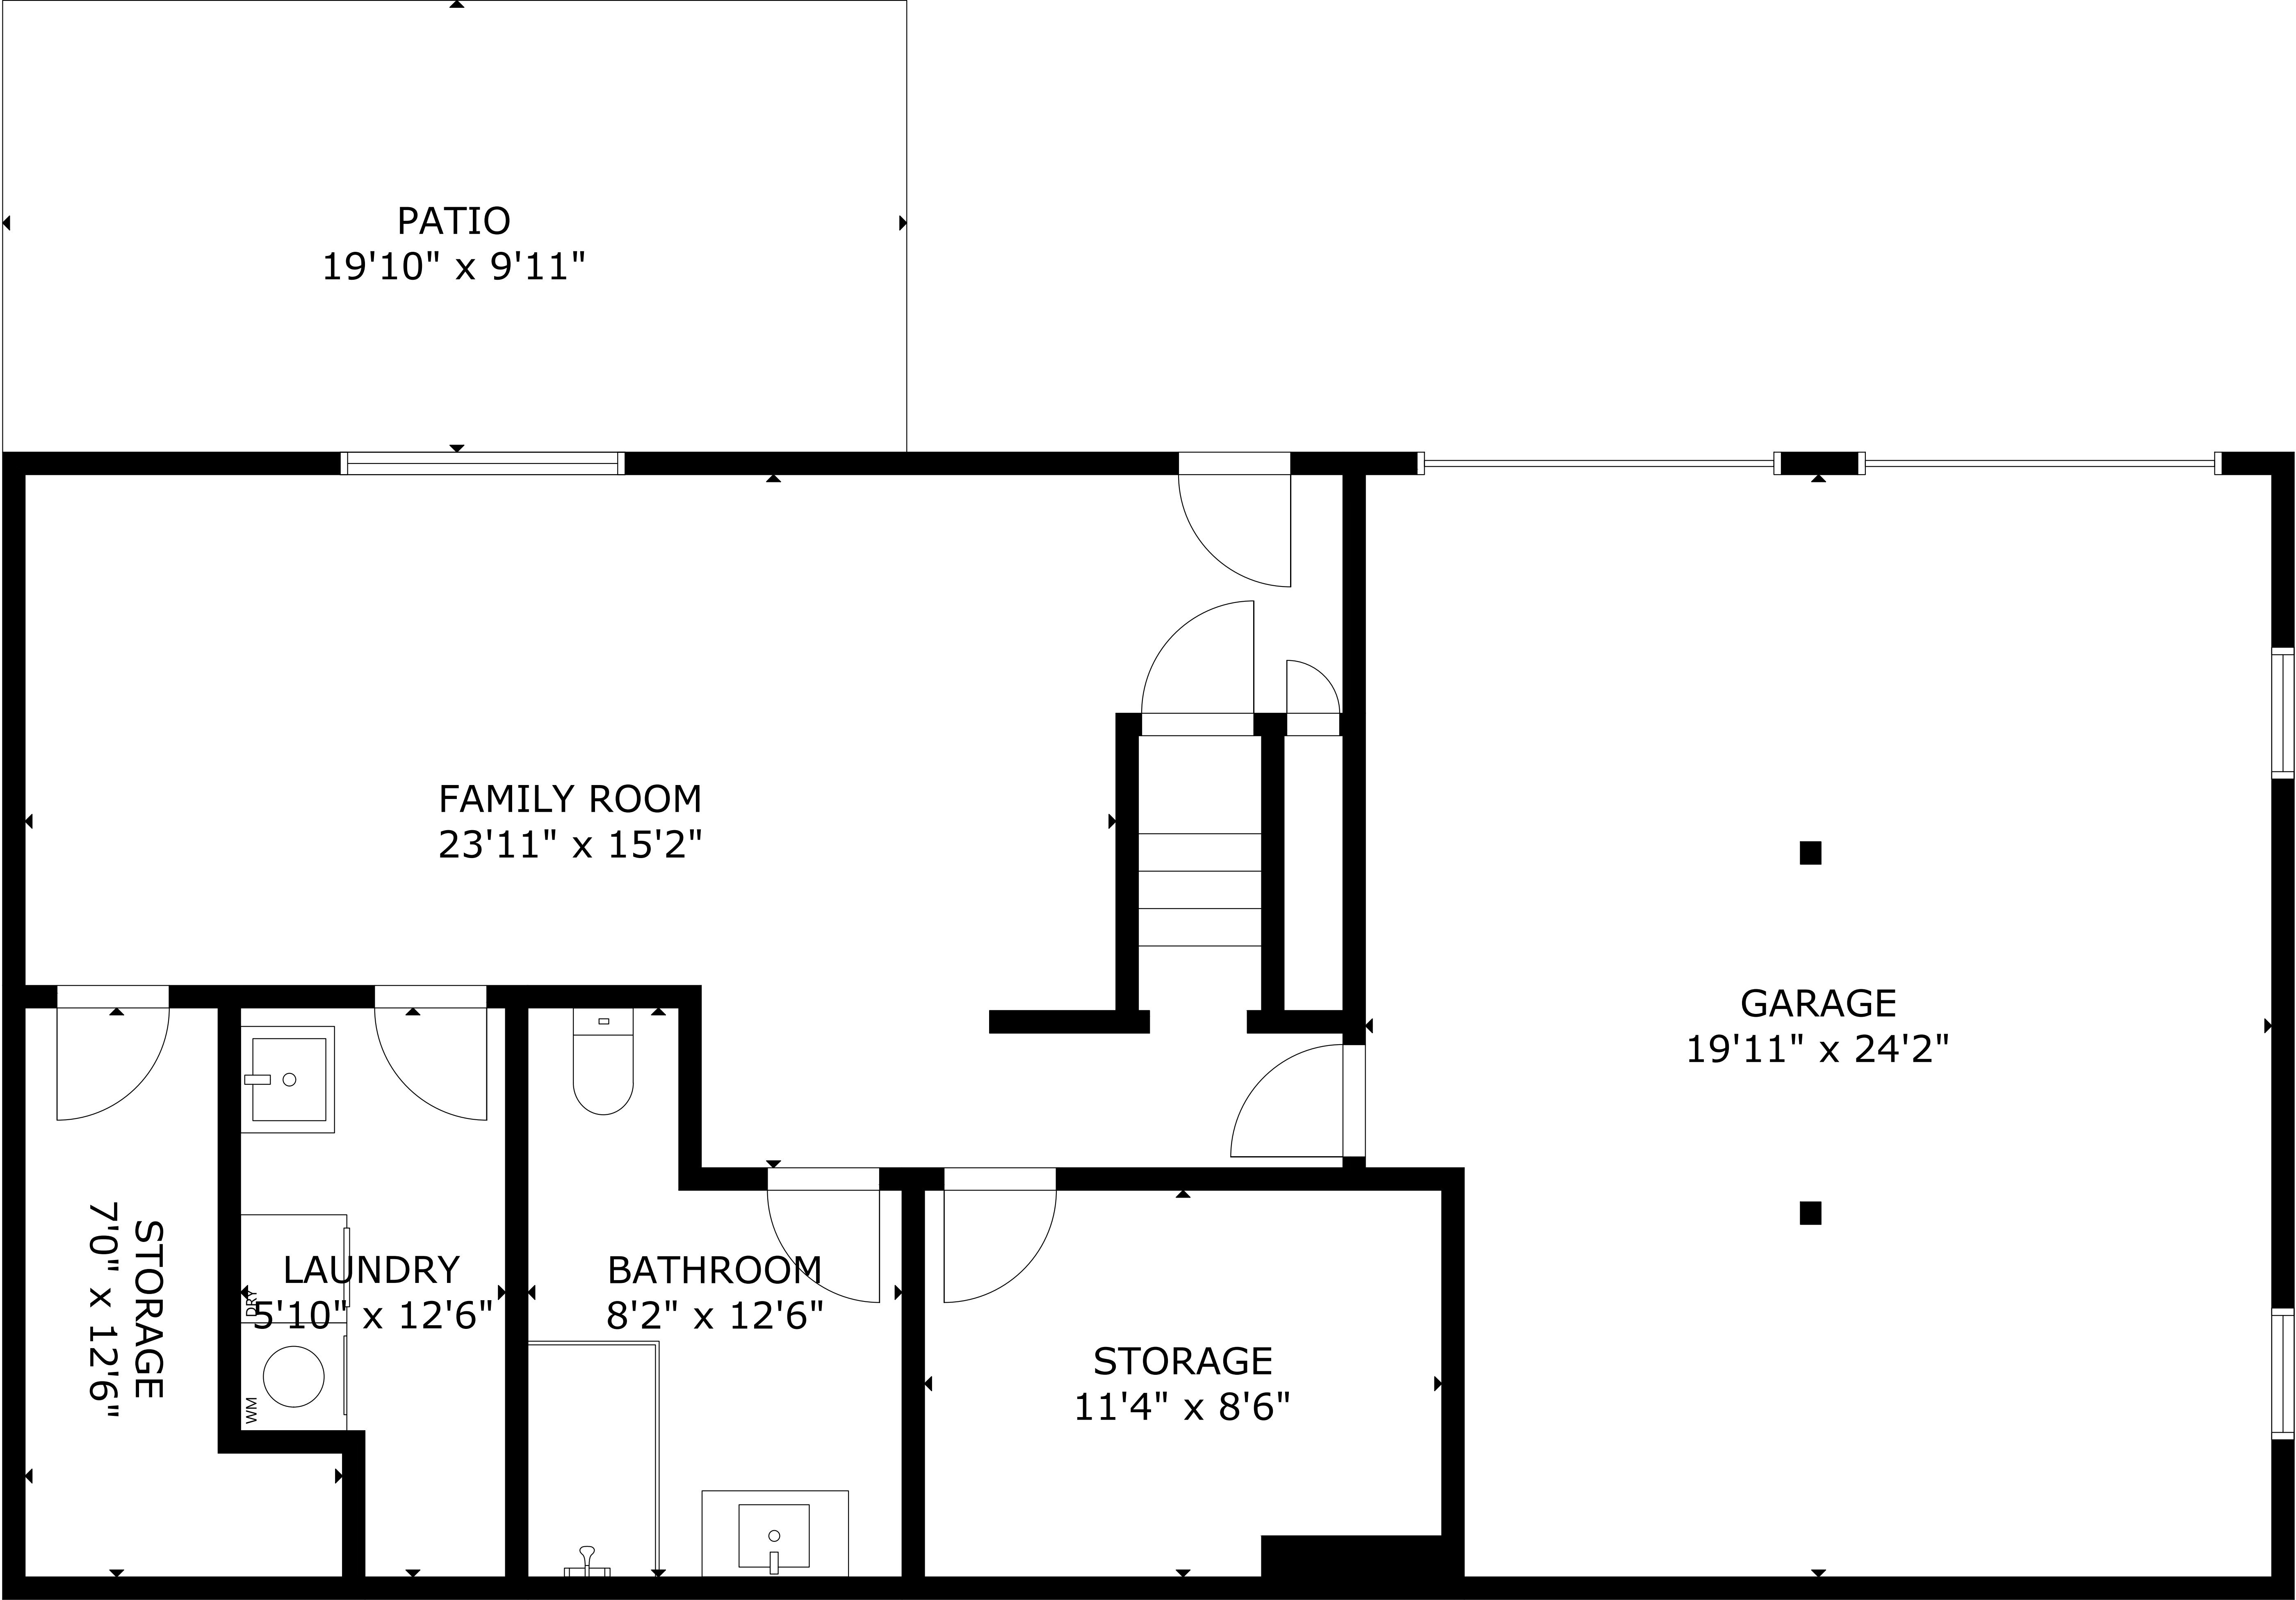 PATIO
19'10" x 9'11"
FAMILY ROOM
23'11" x 15'2"
GARAGE
19'11" x 24'2"
STORAGE
7'0" x 12'6"
LAUNDRY
5'10" x 12'6"
DRY
WM
BATHROOM
8'2" x 12'6"
STORAGE
11'4" x 8'6"